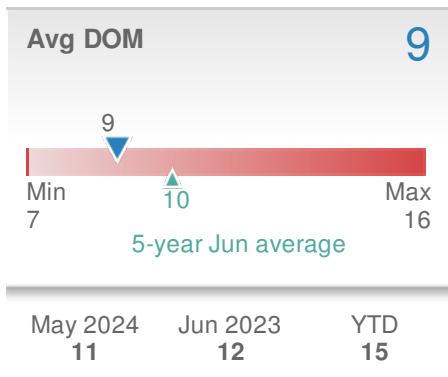 Avg DOM 9
9
Min Max
7 10 16
5-year Jun average
May 2024 Jun 2023 YTD
11 12 15